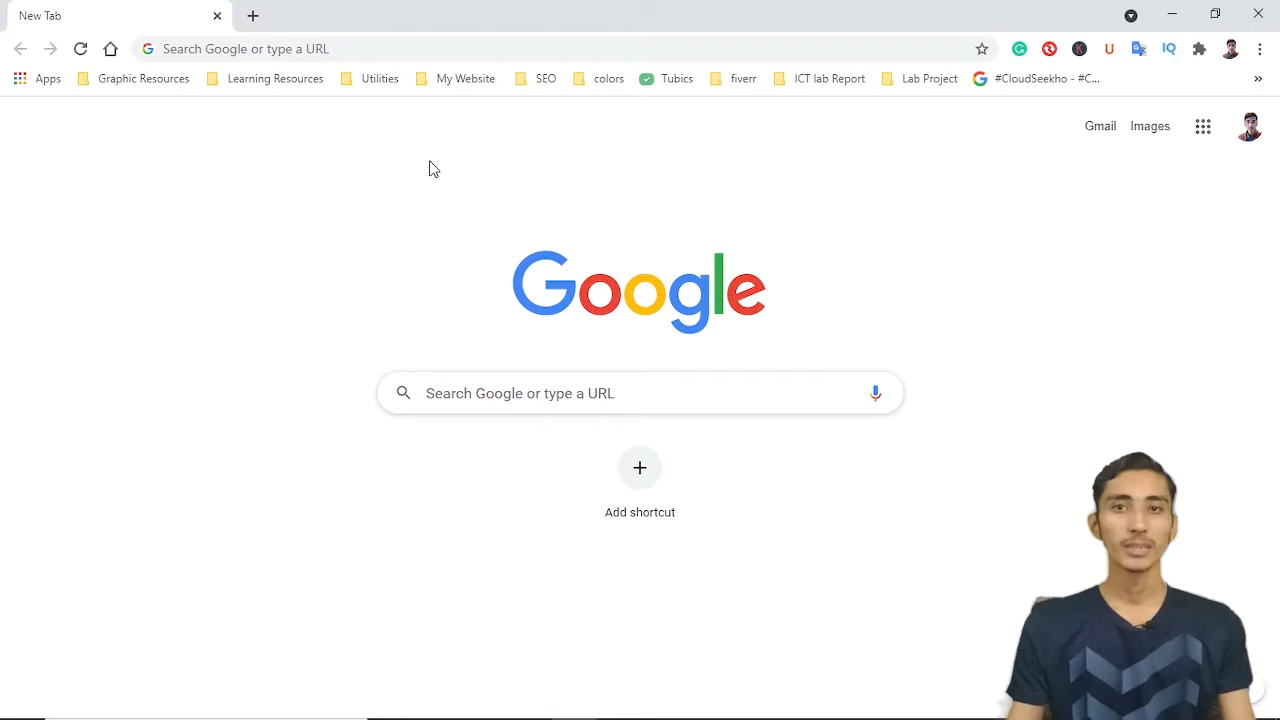 New Tab
Search Google or type a URL
U
IQ
Apps
Graphic Resources
Learning Resources
Utilities
My Website
SEO
colors
Tubics
fiverr
ICT lab Report
Lab Project
#CloudSeekho - #C...
Gmail
Images
Google
Search Google or type a URL
Add shortcut